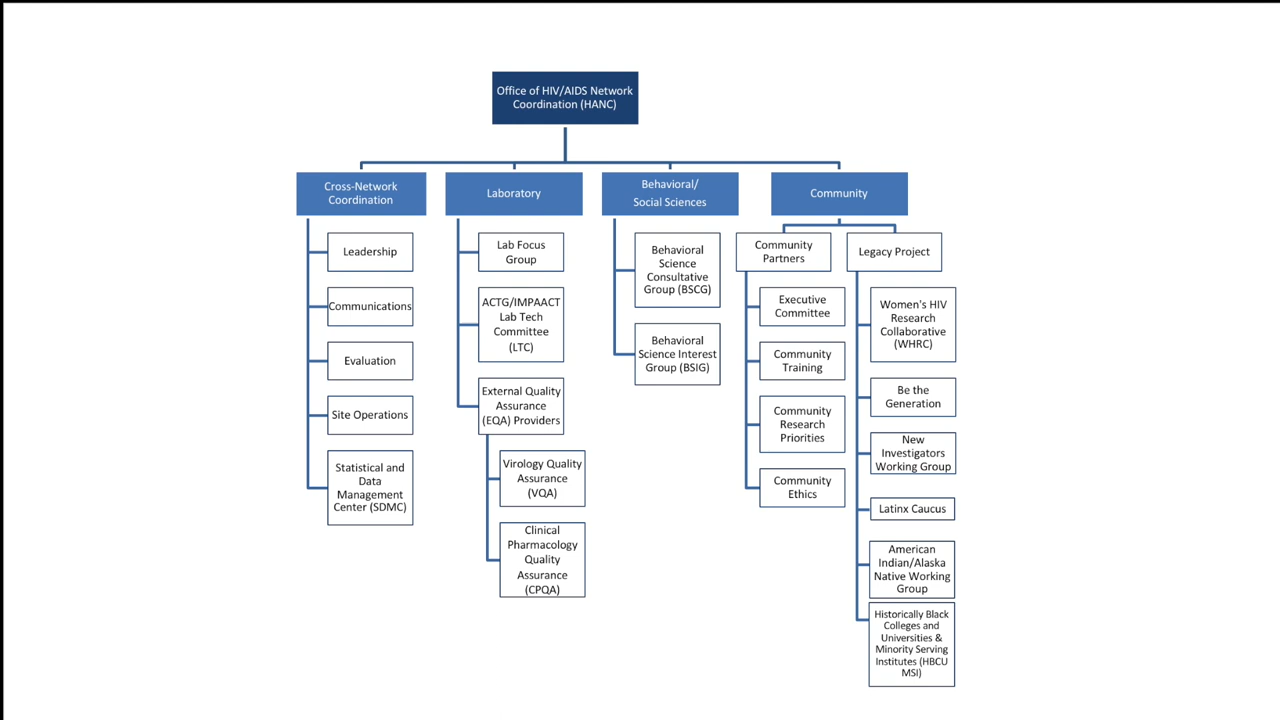 Office of HIV/AIDS Network
Coordination (HANC)
Cross-Network
Coordination
Leadership
Communications
Evaluation
Site Operations
Statistical and
Data
Management
Center (SDMC)
Laboratory
Lab Focus
Group
ACTG/IMPAACT
Lab Tech
Committee
(LTC)
External Quality
Assurance
(EQA) Providers
Virology Quality
Assurance
(VQA)
Clinical
Pharmacology
Quality
Assurance
(CPQA)
Behavioral/
Social Sciences
Behavioral
Science
Consultative
Group (BSCG)
Behavioral
Science Interest
Group (BSIG)
Community
Community
Partners
Executive
Committee
Community
Training
Community
Research
Priorities
Community
Ethics
Legacy Project
Women's HIV
Research
Collaborative
(WHRC)
Be the
Generation
New
Investigators
Working Group
Latinx Caucus
American
Indian/Alaska
Native Working
Group
Historically Black
Colleges and
Universities &
Minority Serving
Institutes (HBCU
MSI)